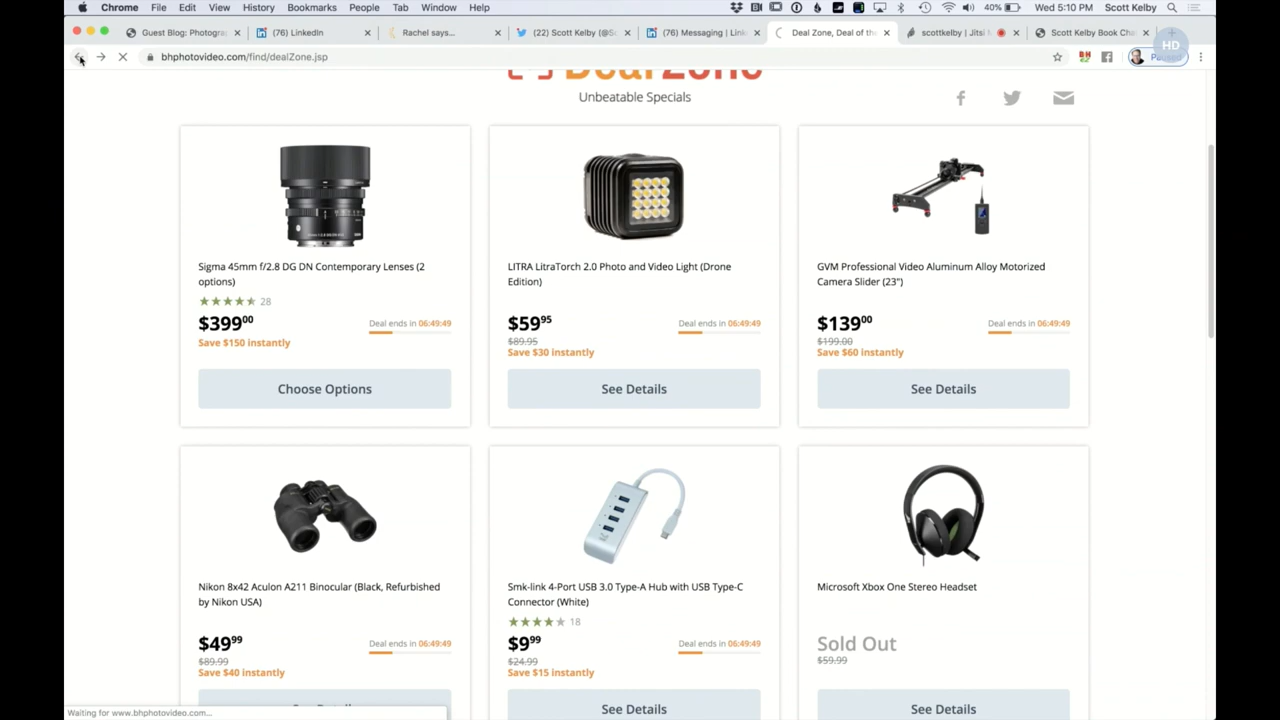 Chrome File Edit View History Bookmarks People Tab Window Help 40% Wed 5:10 PM Scott Kelby
Guest Blog: Photogra (76) LinkedIn Rachel says... (22) Scott Kelby (@S (76) Messaging | Link Deal Zone, Deal of the scottkelby | Jitsi M Scott Kelby Book Cha
HD
bhphotovideo.com/find/dealZone.jsp Paused
DealZone
Unbeatable Specials
Sigma 45mm f/2.8 DG DN Contemporary Lenses (2
options)
28
$399.00
Deal ends in 06:49:49
Save $150 instantly
Choose Options
LITRA LitraTorch 2.0 Photo and Video Light (Drone
Edition)
$59.95
Deal ends in 06:49:49
$89.95
Save $30 instantly
See Details
GVM Professional Video Aluminum Alloy Motorized
Camera Slider (23")
$139.00
Deal ends in 06:49:49
$199.00
Save $60 instantly
See Details
Nikon 8x42 Aculon A211 Binocular (Black, Refurbished
by Nikon USA)
$49.99
Deal ends in 06:49:49
$89.99
Save $40 instantly
Smk-link 4-Port USB 3.0 Type-A Hub with USB Type-C
Connector (White)
18
$9.99
Deal ends in 06:49:49
$24.99
Save $15 instantly
See Details
Microsoft Xbox One Stereo Headset
Sold Out
$59.99
See Details
Waiting for www.bhphotovideo.com...